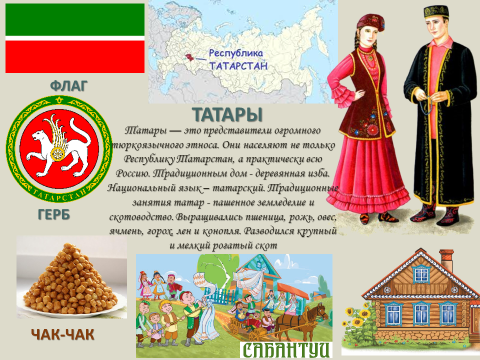 Республика
ТАТАРСТАН
ФЛАГ
ТАТАРЫ
Татары — это представители огромного
тюркоязычного этноса. Они населяют не только
Республику Татарстан, а практически всю
Россию. Традиционным дом - деревянная изба.
Национальный язык – татарский. Традиционные
занятия татар - пашенное земледелие и
скотоводство. Выращивались пшеница, рожь, овес,
ячмень, горох, лен и конопля. Разводился крупный
и мелкий рогатый скот
ТАТАРСТАН
ГЕРБ
ЧАК-ЧАК
САБАНТУЙ